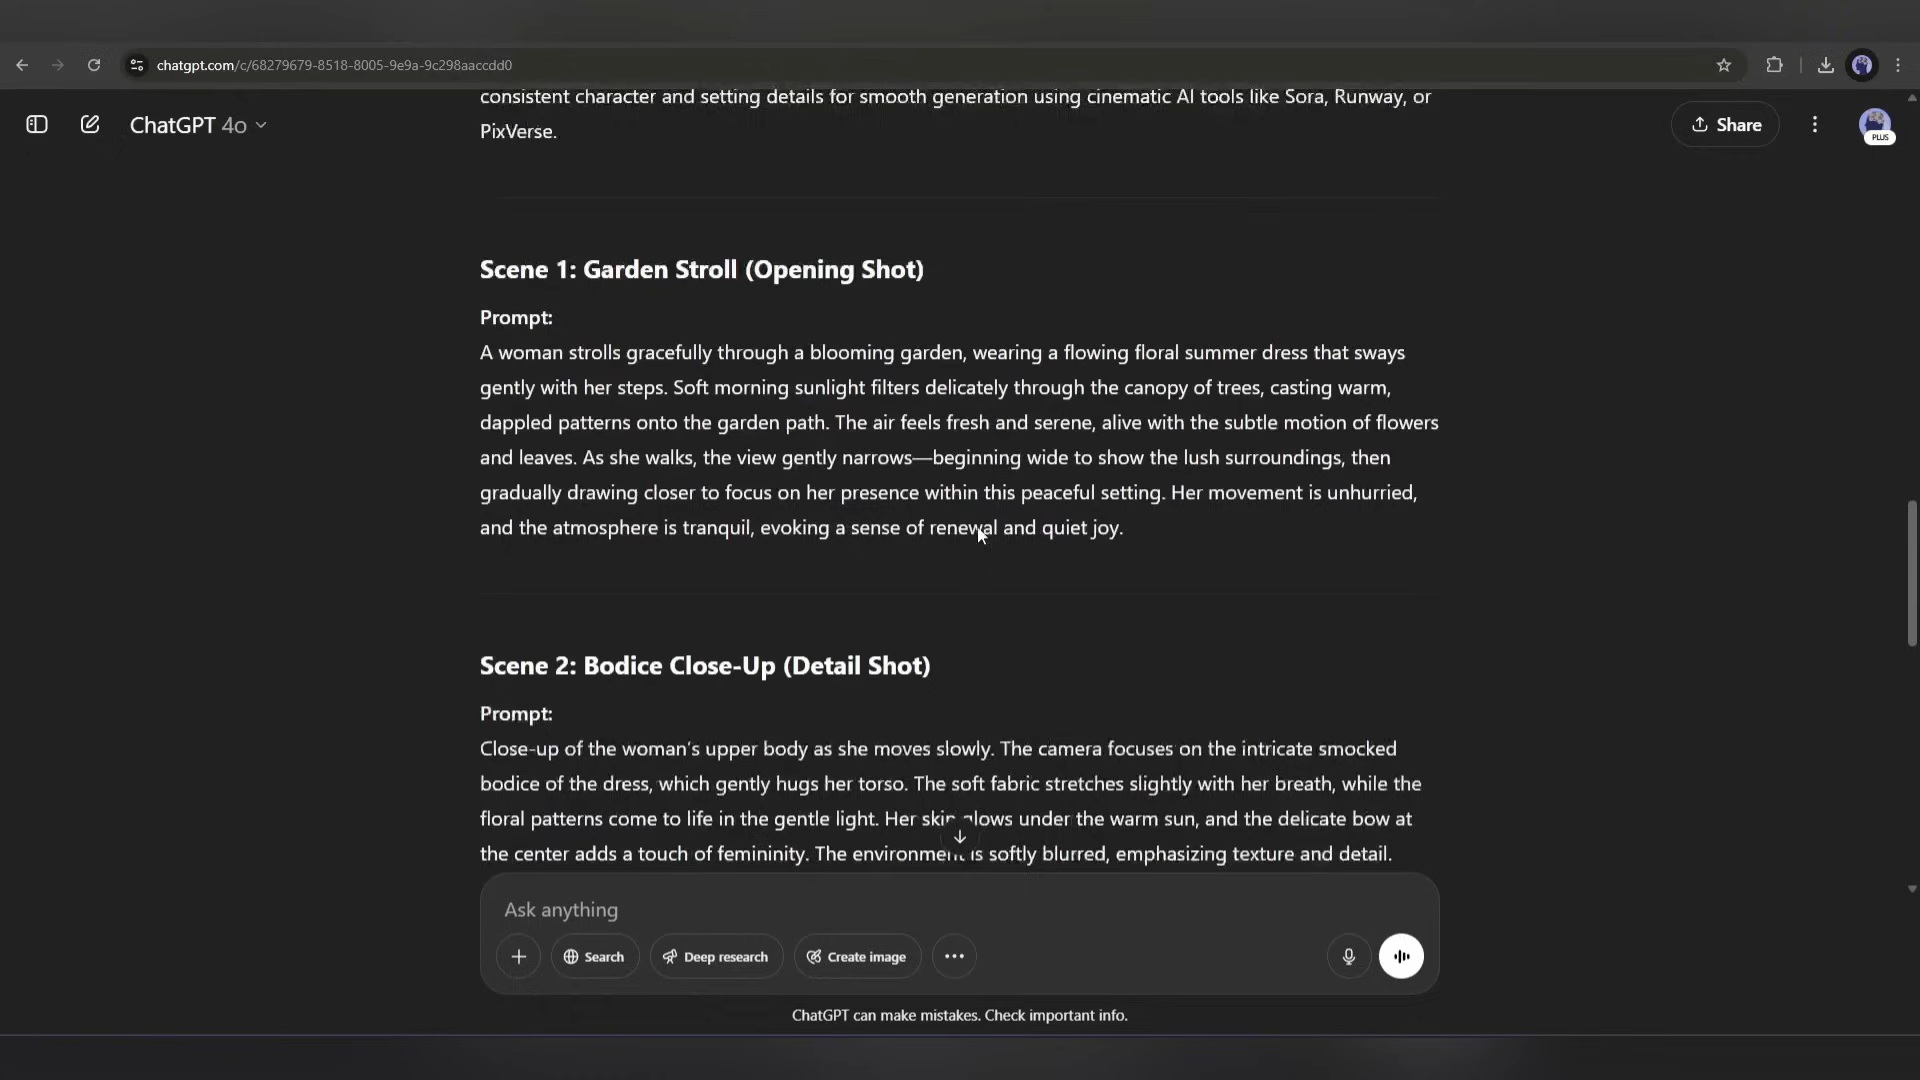 chatgpt.com/c/68279679-8518-8005-9e9a-9c298aaccdd0
consistent character and setting details for smooth generation using cinematic AI tools like Sora, Runway, or
PixVerse.
ChatGPT 4o
Share
PLUS
Scene 1: Garden Stroll (Opening Shot)
Prompt:
A woman strolls gracefully through a blooming garden, wearing a flowing floral summer dress that sways
gently with her steps. Soft morning sunlight filters delicately through the canopy of trees, casting warm,
dappled patterns onto the garden path. The air feels fresh and serene, alive with the subtle motion of flowers
and leaves. As she walks, the view gently narrows—beginning wide to show the lush surroundings, then
gradually drawing closer to focus on her presence within this peaceful setting. Her movement is unhurried,
and the atmosphere is tranquil, evoking a sense of renewal and quiet joy.
Scene 2: Bodice Close-Up (Detail Shot)
Prompt:
Close-up of the woman's upper body as she moves slowly. The camera focuses on the intricate smocked
bodice of the dress, which gently hugs her torso. The soft fabric stretches slightly with her breath, while the
floral patterns come to life in the gentle light. Her skin glows under the warm sun, and the delicate bow at
the center adds a touch of femininity. The environment is softly blurred, emphasizing texture and detail.
Ask anything
Search
Deep research
Create image
ChatGPT can make mistakes. Check important info.